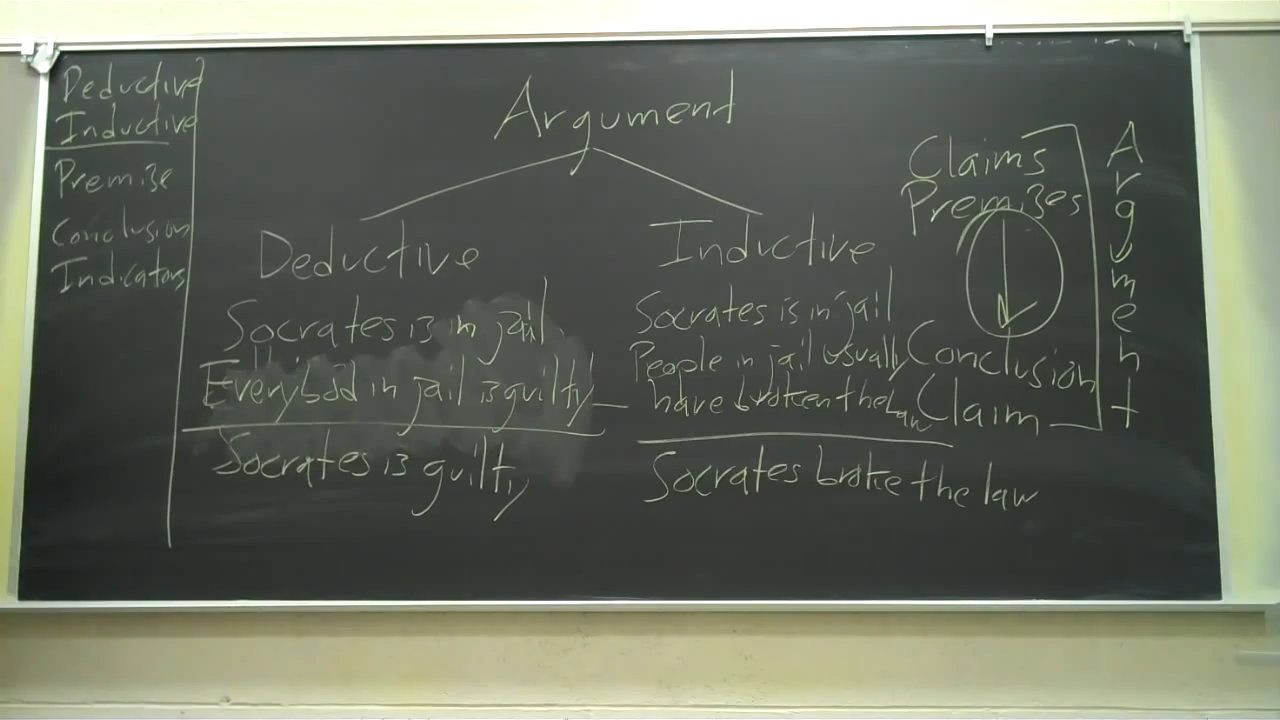 Deductive
Inductive
Premise
Conclusion
Indicators
Argument
Deductive
Socrates is in jail.
Everybod in jail is guilty
Socrates is guilty
Inductive
Socrates is in jail
People in jail usually
have broken the law
Socrates broke the law
Claims
Premises
Conclusion
Claim
Argument